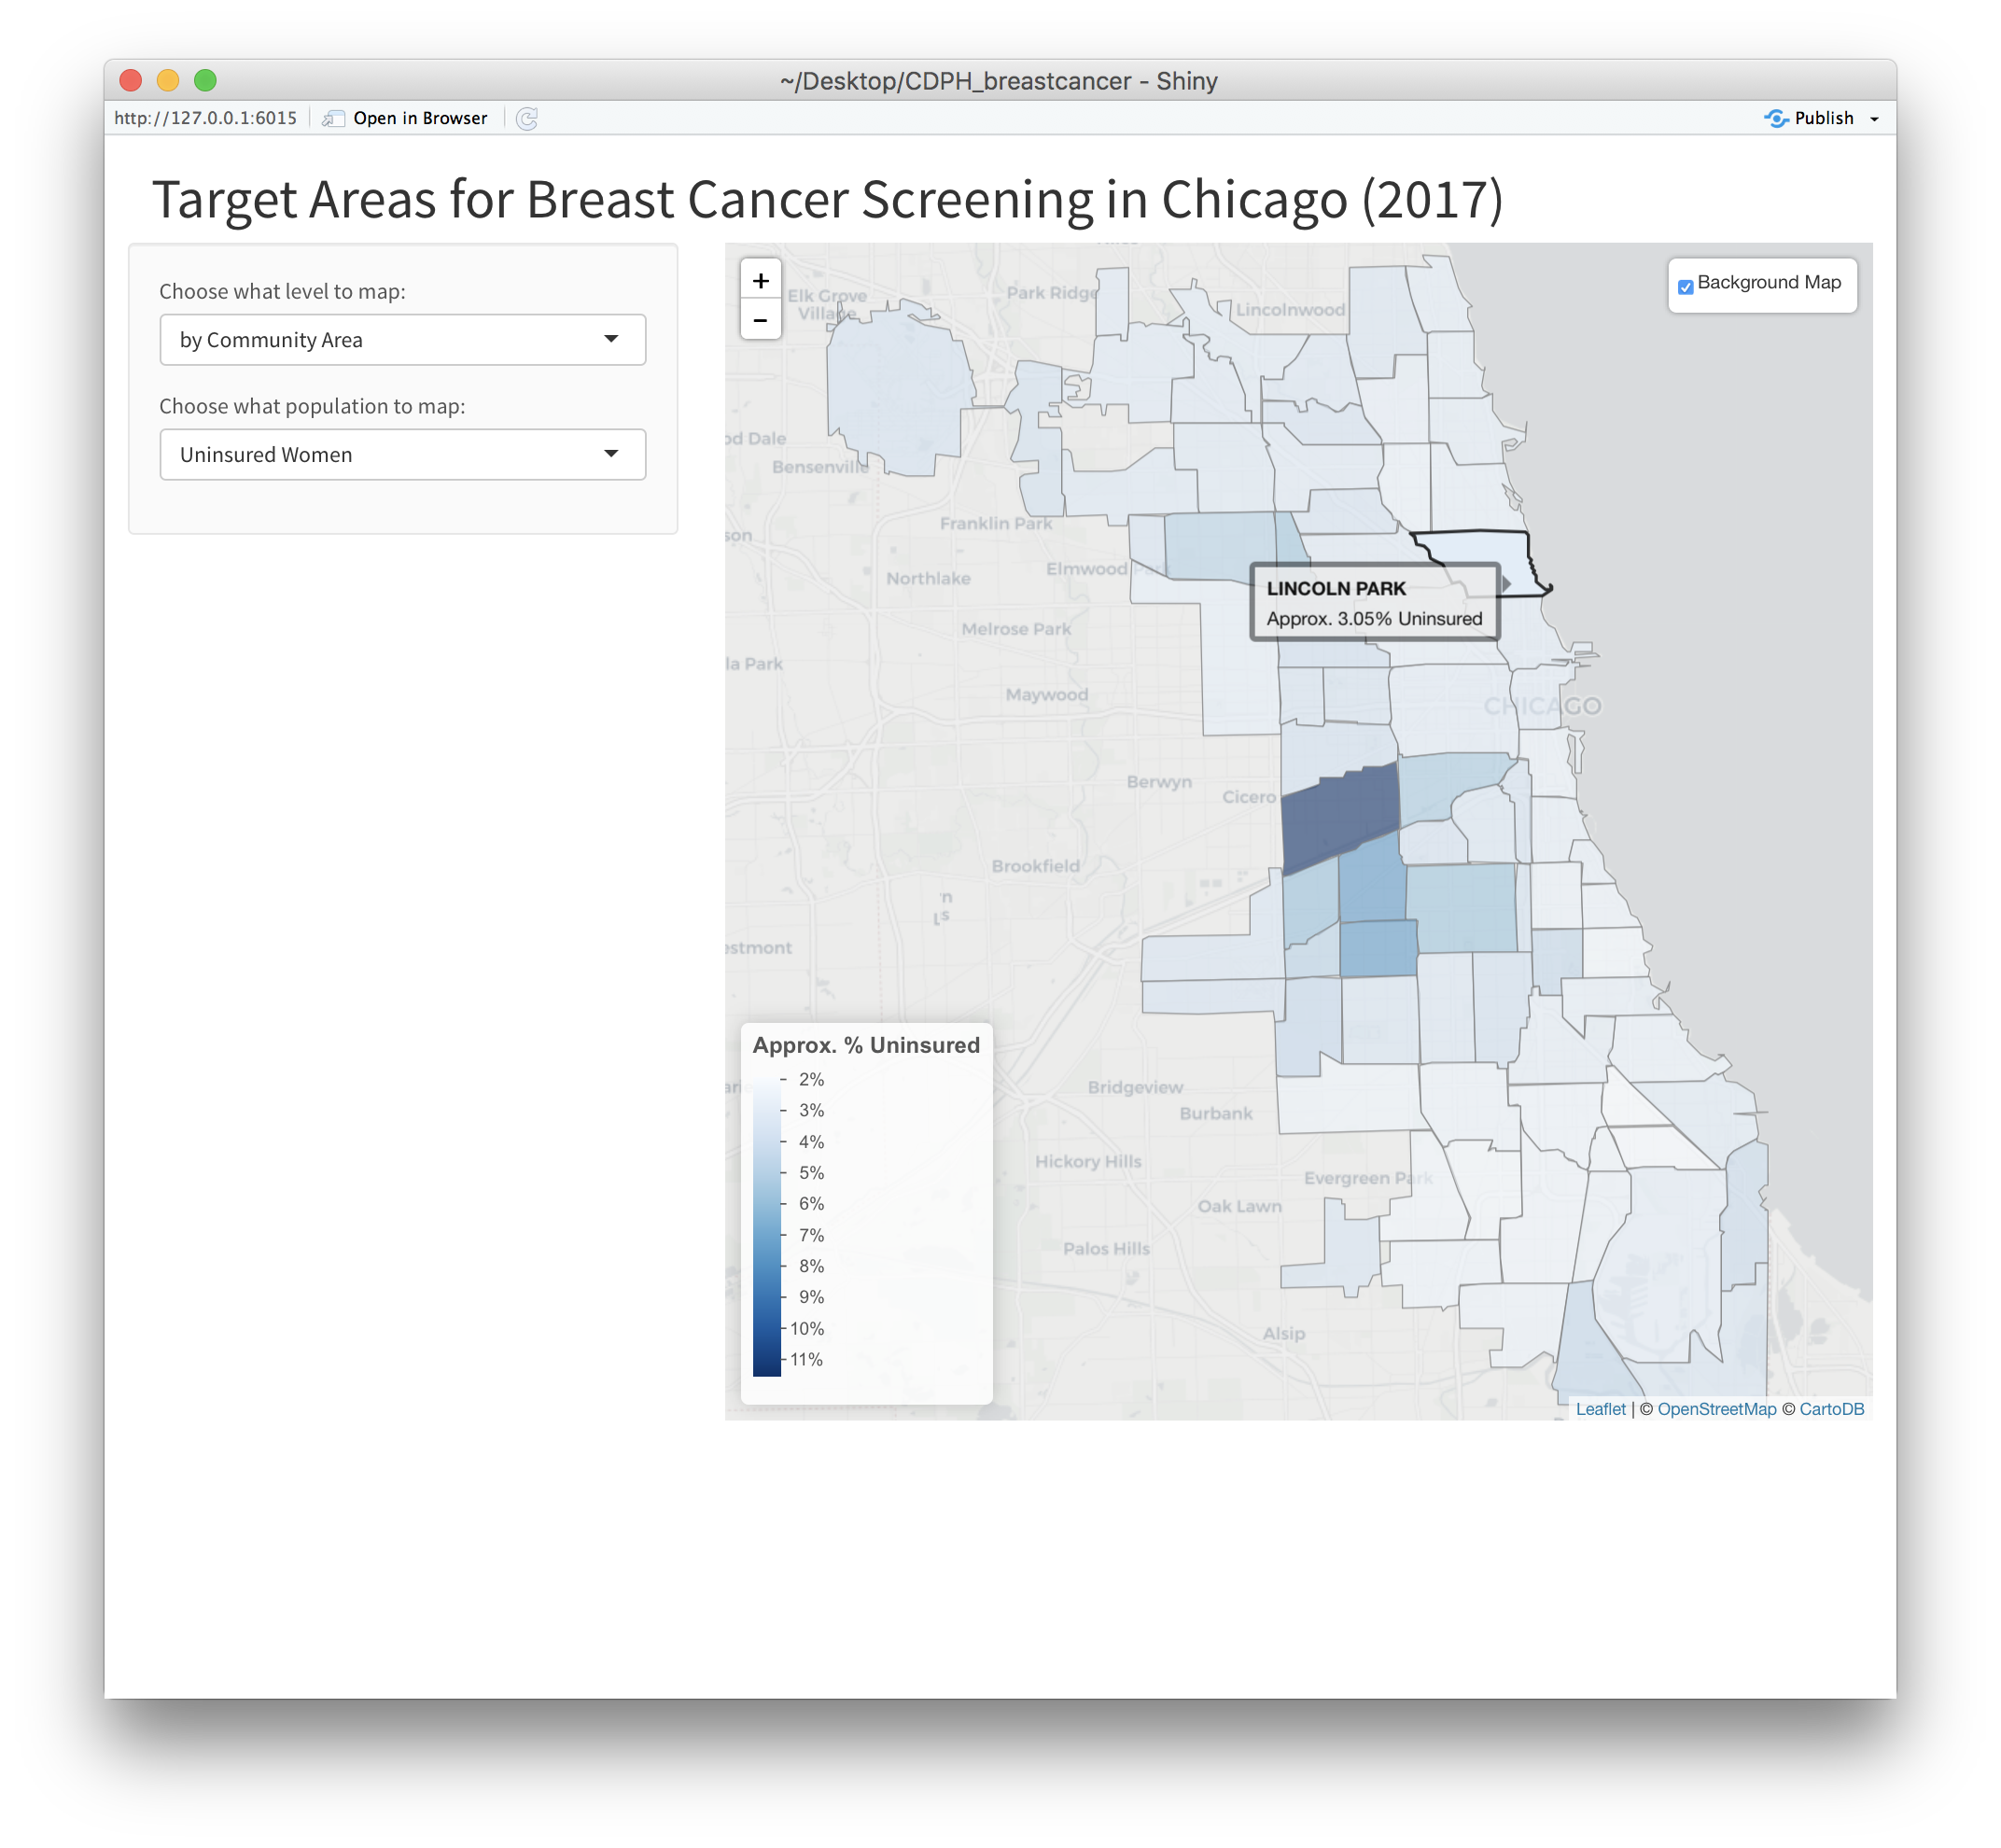 ~/Desktop/CDPH_breastcancer - Shiny
http://127.0.0.1:6015
Open in Browser
Publish
Target Areas for Breast Cancer Screening in Chicago (2017)
Choose what level to map:
by Community Area
Choose what population to map:
Uninsured Women
+
−
Background Map
Elk Grove
Village
Park Ridge
Lincolnwood
od Dale
Bensenville
Franklin Park
son
Elmwood Park
Northlake
LINCOLN PARK
Approx. 3.05% Uninsured
Melrose Park
la Park
Maywood
CHICAGO
Berwyn
Cicero
Brookfield
estmont
Approx. % Uninsured
2%
3%
4%
5%
6%
7%
8%
9%
10%
11%
Bridgeview
Burbank
Hickory Hills
Evergreen Park
Oak Lawn
Palos Hills
Alsip
Leaflet | © OpenStreetMap © CartoDB